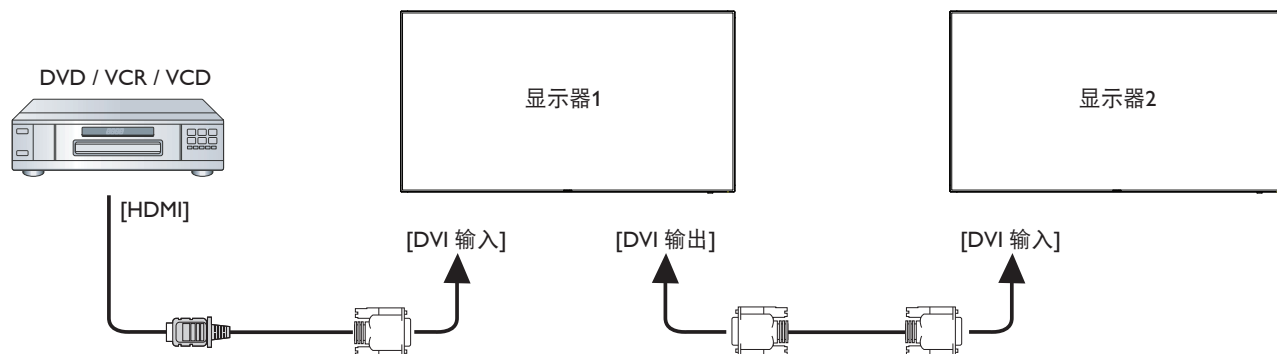 DVD / VCR / VCD
显示器1
显示器2
[HDMI]
[DVI 输入]
[DVI 输出]
[DVI 输入]